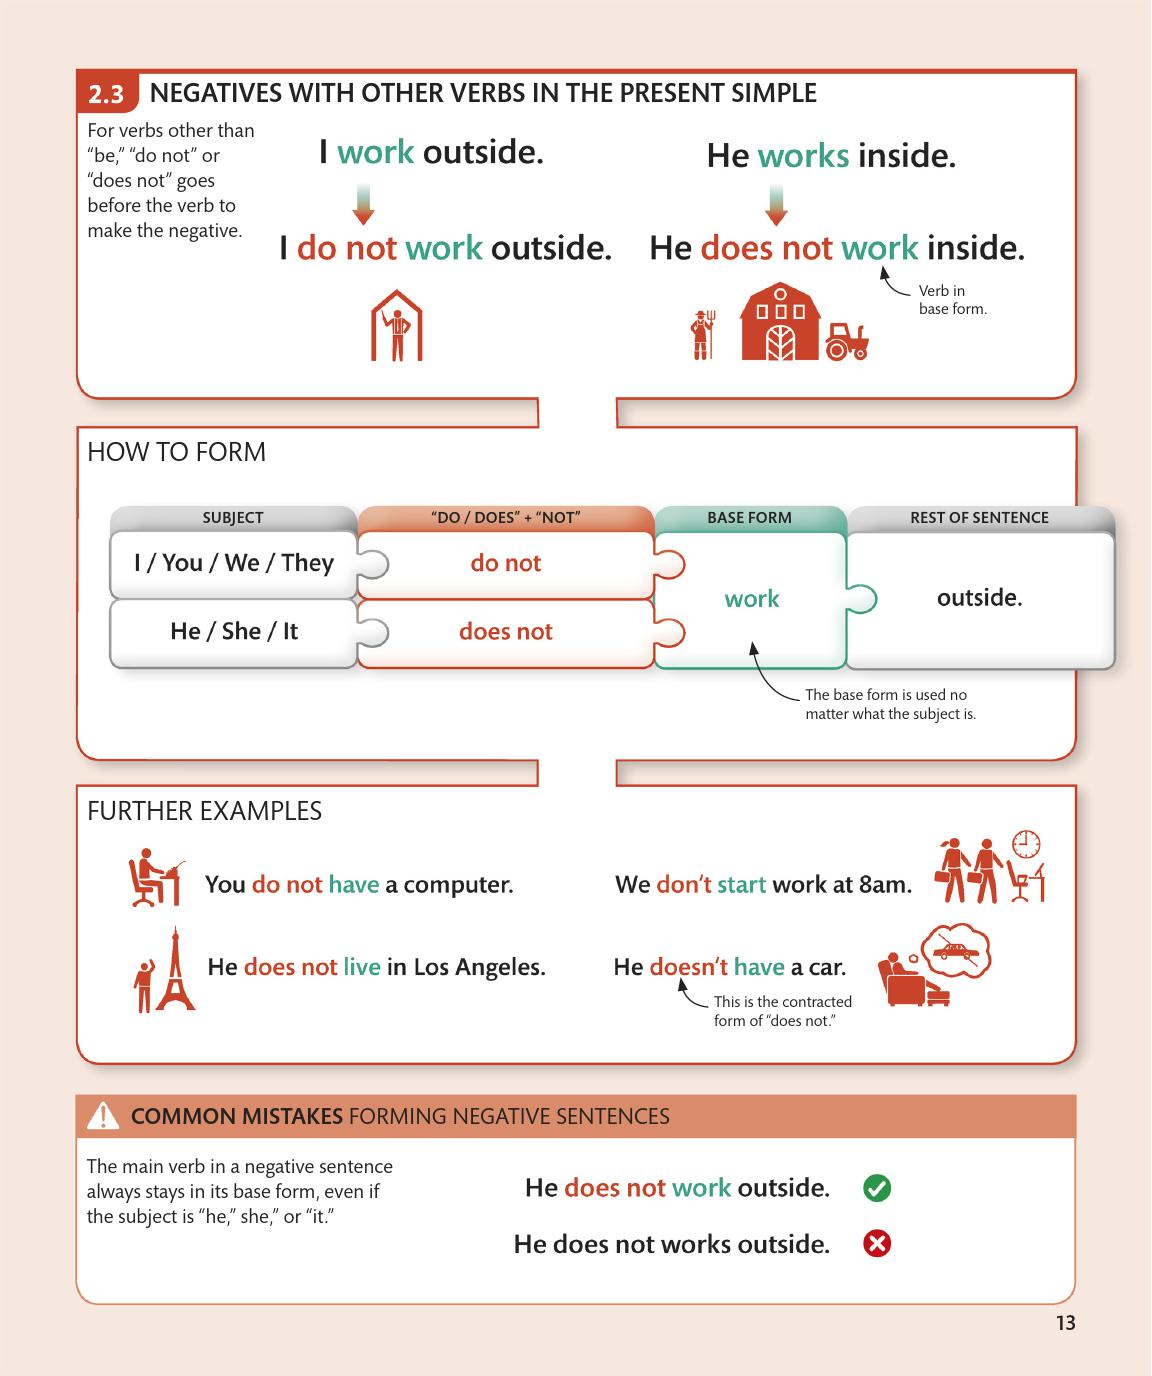 2.3 NEGATIVES WITH OTHER VERBS IN THE PRESENT SIMPLE
For verbs other than
“be,” “do not” or
“does not” goes
before the verb to
make the negative.
I work outside.
I do not work outside.
He works inside.
He does not work inside.
Verb in
base form.
HOW TO FORM
SUBJECT
“DO / DOES” + “NOT”
BASE FORM
REST OF SENTENCE
I / You / We / They
do not
He / She / It
does not
work
outside.
The base form is used no
matter what the subject is.
FURTHER EXAMPLES
You do not have a computer.
We don’t start work at 8am.
He does not live in Los Angeles.
He doesn’t have a car.
This is the contracted
form of “does not.”
COMMON MISTAKES FORMING NEGATIVE SENTENCES
The main verb in a negative sentence
always stays in its base form, even if
the subject is “he,” she,” or “it.”
He does not work outside.
He does not works outside.
13